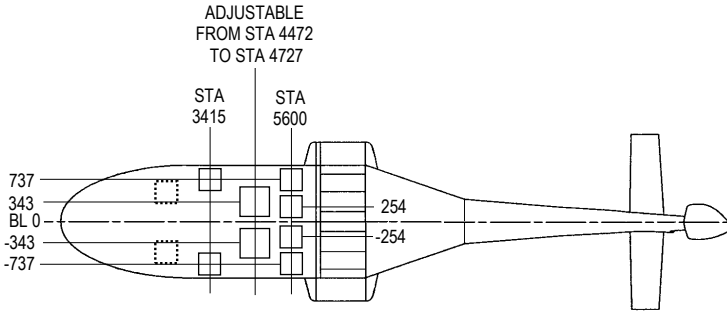 ADJUSTABLE
FROM STA 4472
TO STA 4727
STA
3415
STA
5600
737
343
BL 0
-343
-737
254
-254